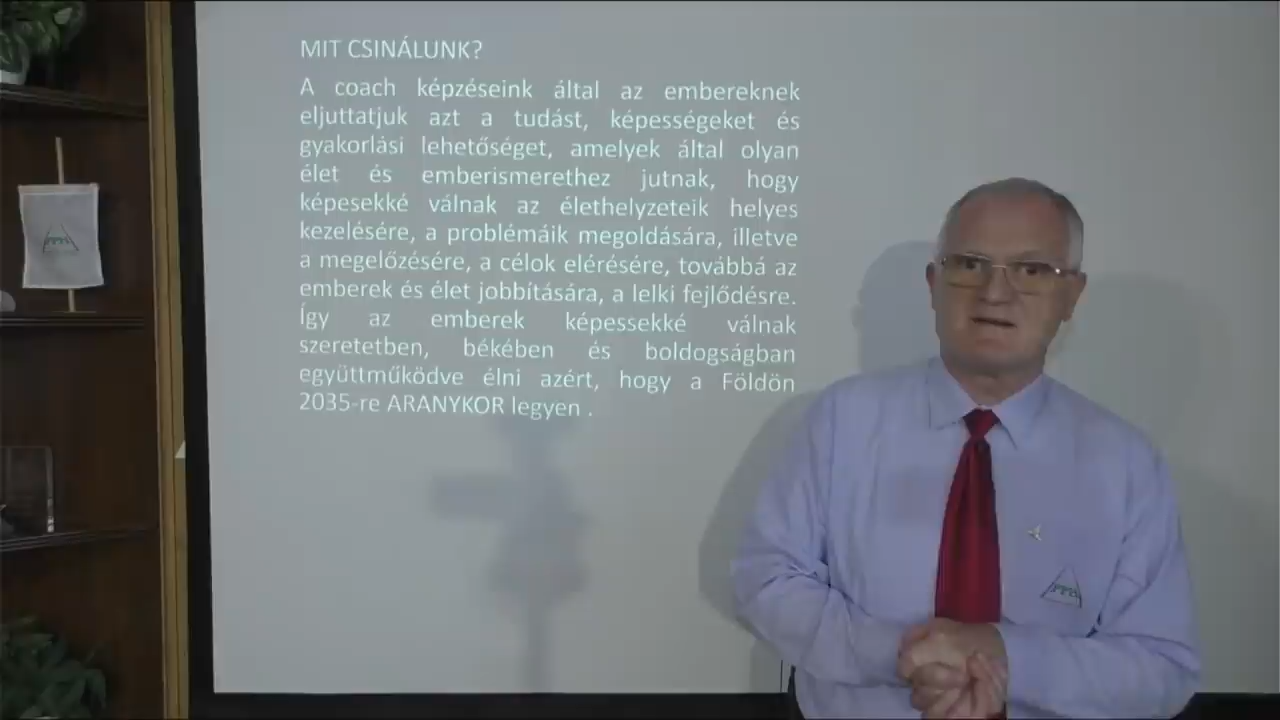 MIT CSINÁLUNK?
A coach képzéseink által az embereknek
eljuttatjuk azt a tudást, képességeket és
gyakorlási lehetőséget, amelyek által olyan
élet és emberismerethez jutnak, hogy
képesekké válnak az élethelyzeteik helyes
kezelésére, a problémáik megoldására, illetve
a megelőzésére, a célok elérésére, továbbá az
emberek és élet jobbítására, a lelki fejlődésre.
Így az emberek képessekké válnak
szeretetben, békében és boldogságban
együttműködve élni azért, hogy a Földön
2035-re ARANYKOR legyen .